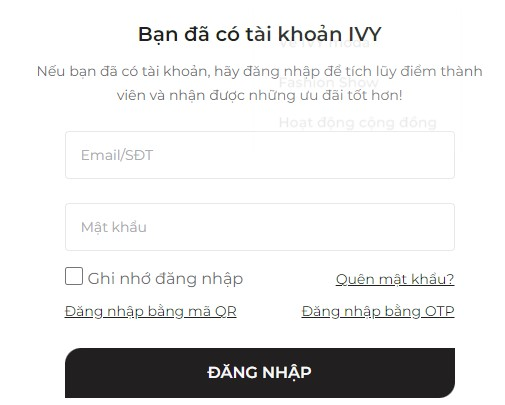 Bạn đã có tài khoản IVY
Nếu bạn đã có tài khoản, hãy đăng nhập để tích lũy điểm thành
viên và nhận được những ưu đãi tốt hơn!
Fashion Show
Hoạt động cộng đồng
Email/SĐT
Mật khẩu
Ghi nhớ đăng nhập
Quên mật khẩu?
Đăng nhập bằng mã QR
Đăng nhập bằng OTP
ĐĂNG NHẬP